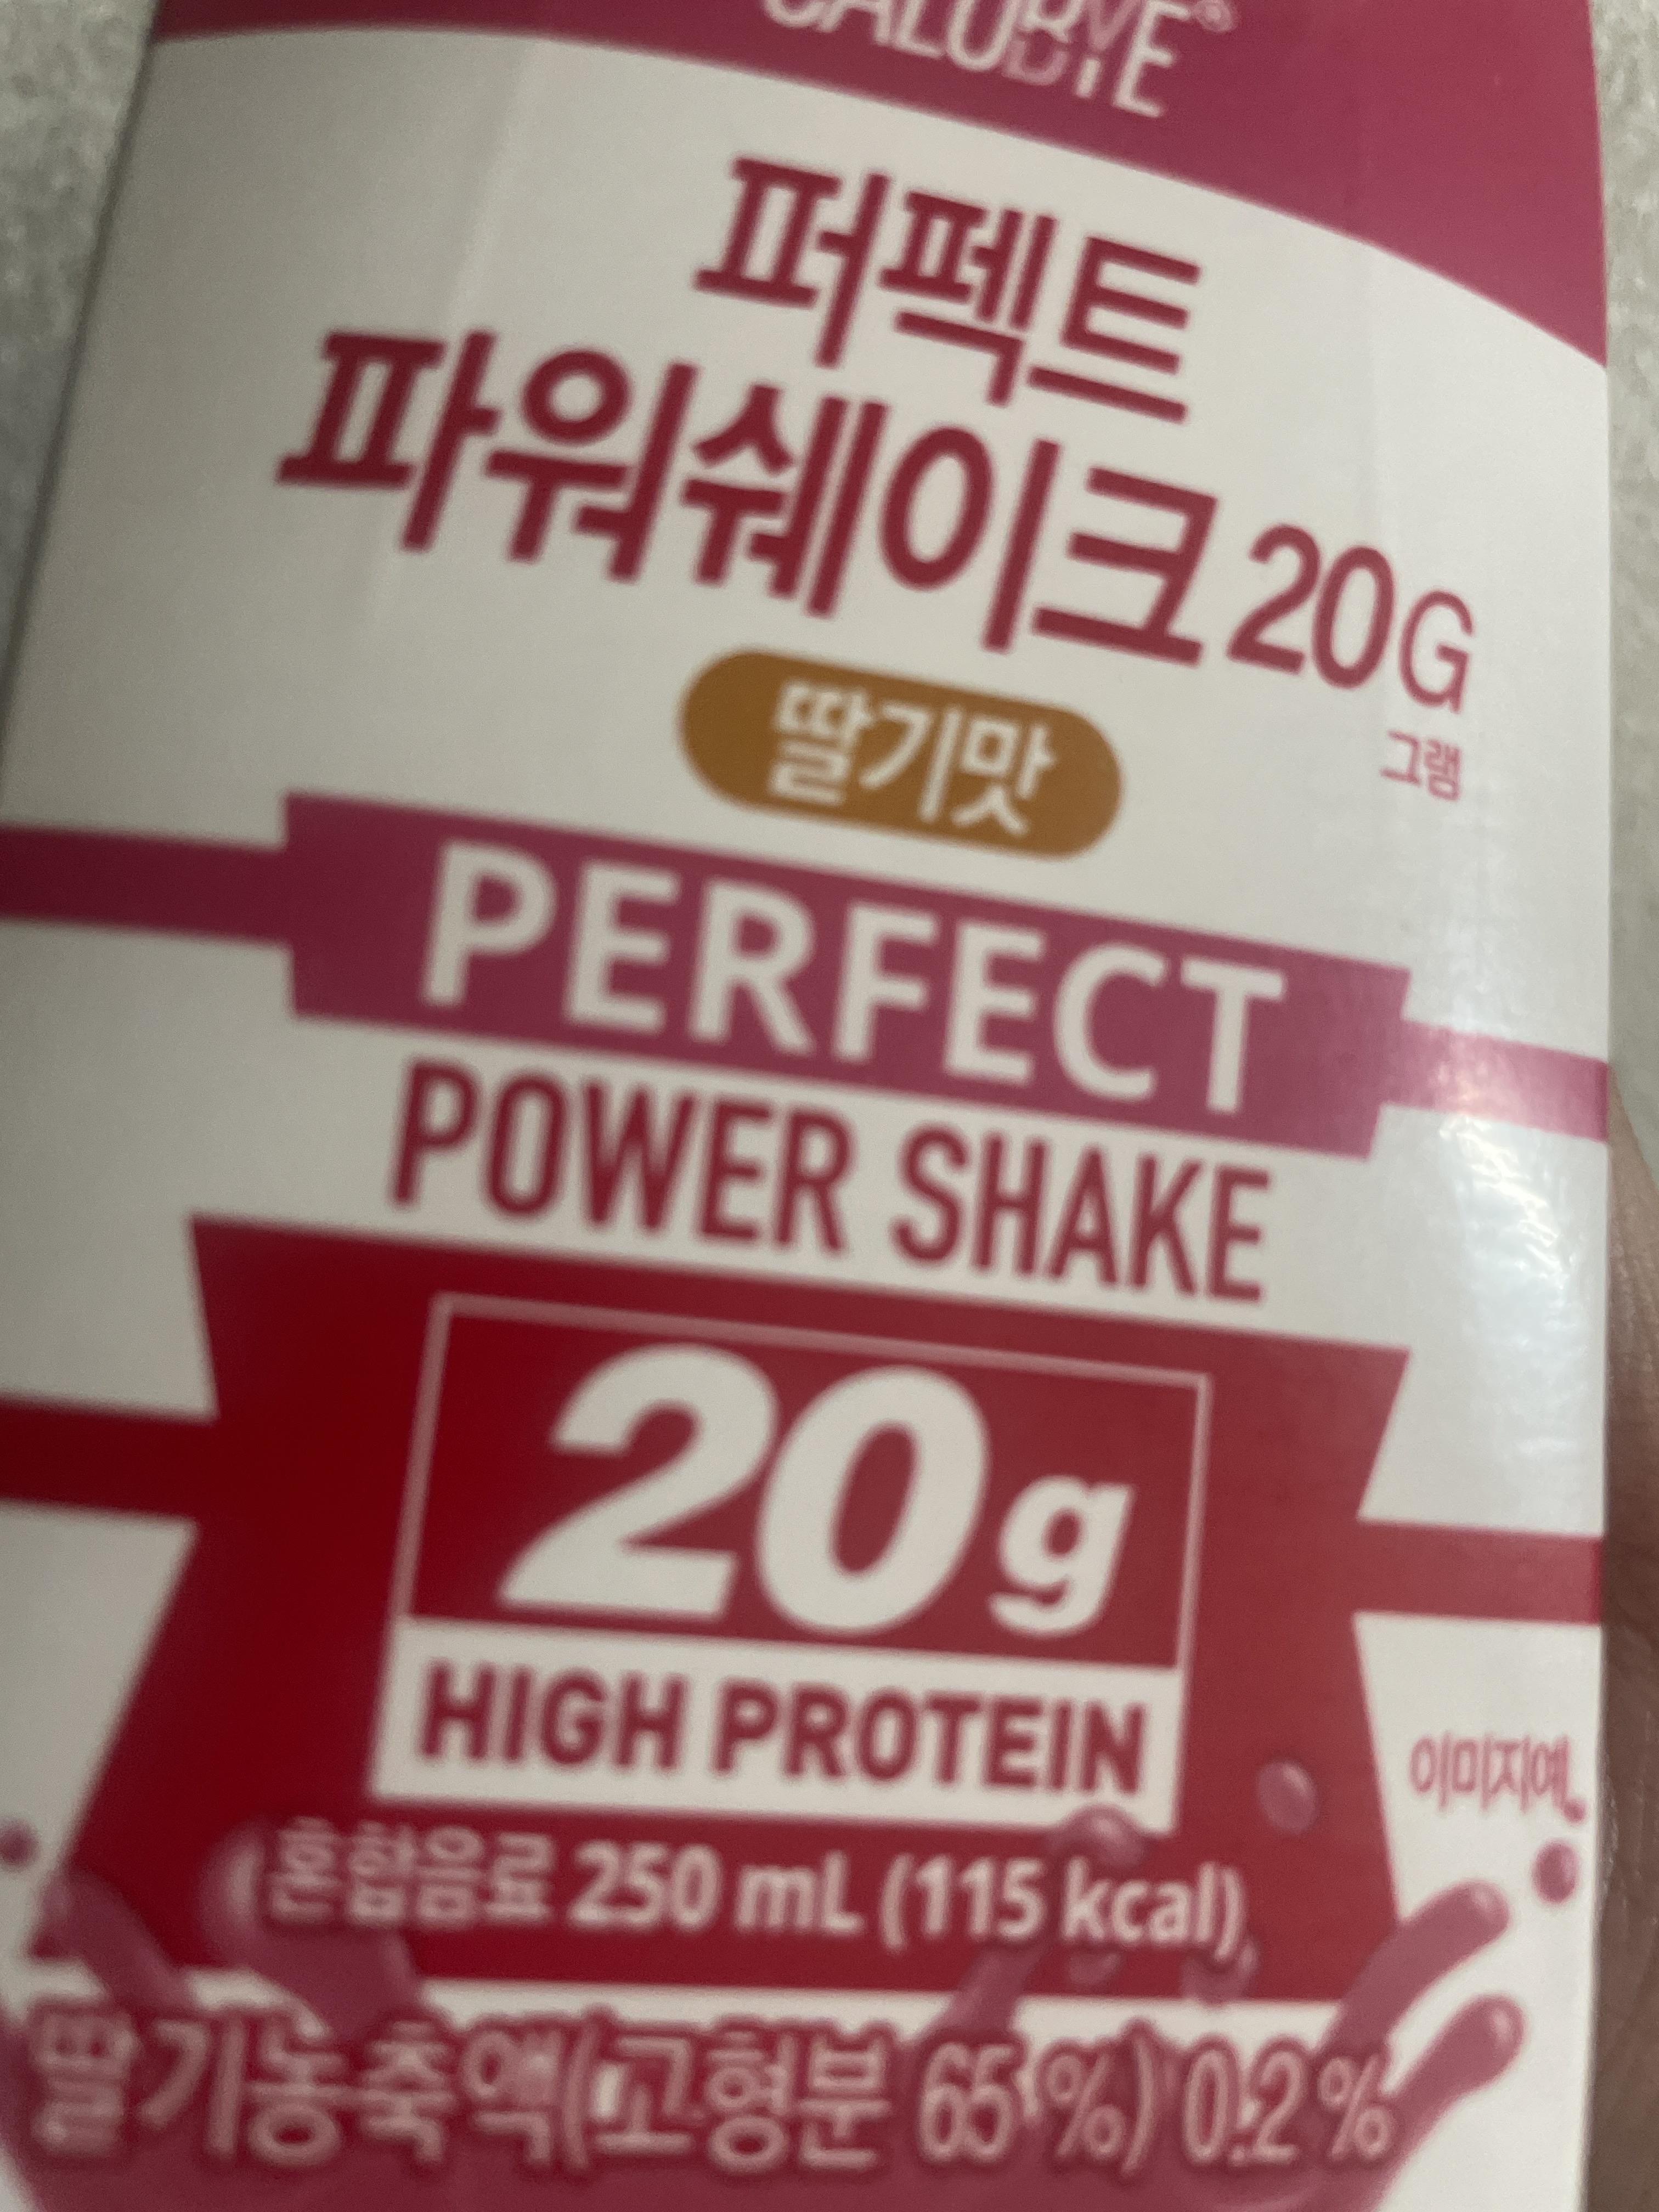 CALOBYE®
퍼펙트
파워쉐이크 20G
그램
딸기맛
PERFECT
POWER SHAKE
20g
HIGH PROTEIN
이미지예
혼합음료 250 mL (115 kcal)
딸기농축액(고형분 65 %) 0.2 %